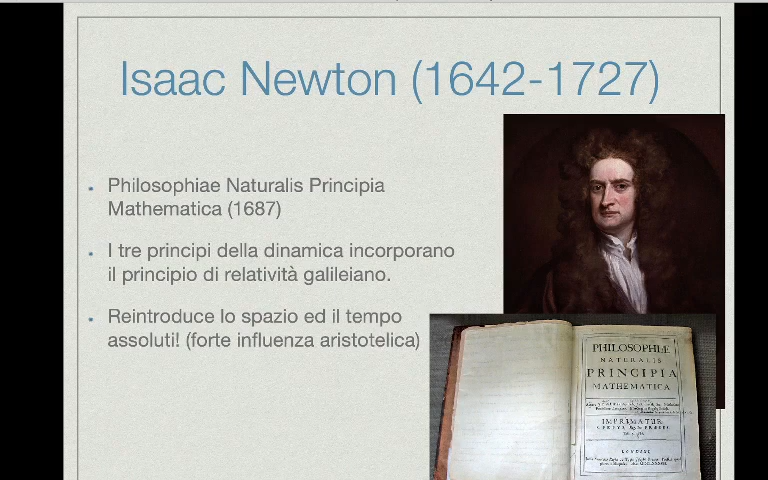 Isaac Newton (1642-1727)
Philosophiae Naturalis Principia
Mathematica (1687)
I tre principi della dinamica incorporano
il principio di relatività galileiano.
Reintroduce lo spazio ed il tempo
assoluti! (forte influenza aristotelica)
PHILOSOPHIÆ
NATURALIS
PRINCIPIA
MATHEMATICA
IMPRIMATUR
LONDINI